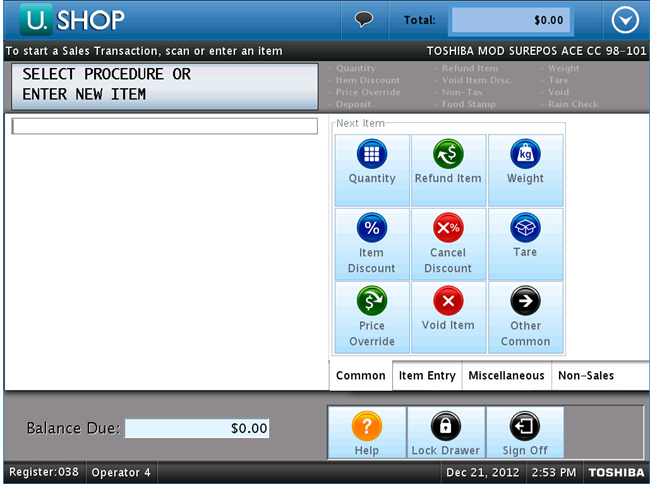 U. SHOP
Total: $0.00
To start a Sales Transaction, scan or enter an item
TOSHIBA MOD SUREPOS ACE CC 98-101
SELECT PROCEDURE OR
ENTER NEW ITEM
Quantity Refund Item Weight
Item Discount Void Item Disc. Tare
Price Override Non-Tax Void
Deposit Food Stamp Rain Check
Next Item
kg
Quantity Refund Item Weight
% X%
Item Discount
Cancel Discount
Tare
$
Price Override
Void Item
Other Common
Common Item Entry Miscellaneous Non-Sales
Balance Due: $0.00
?
Help Lock Drawer Sign Off
Register:038 Operator 4 Dec 21, 2012 2:53 PM TOSHIBA